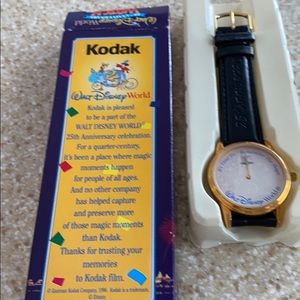 Kodak
Walt Disney World
Kodak is pleased
to be a part of the
WALT DISNEY WORLD®
25th Anniversary celebration.
For a quarter-century,
it's been a place where magic
moments happen
for people of all ages.
And no other company
has helped capture
and preserve more
of those magic moments
than Kodak.
Thanks for trusting your
memories
to Kodak film.
© Eastman Kodak Company, 1996. Kodak is a trademark.
© Disney
Walt Disney World